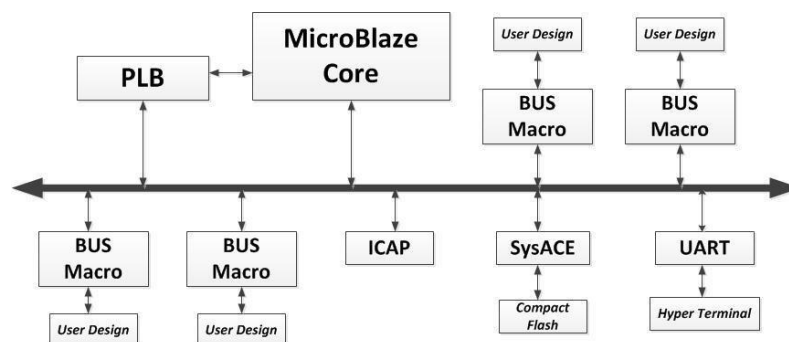 MicroBlaze
Core
PLB
User Design
User Design
BUS
Macro
BUS
Macro
BUS
Macro
BUS
Macro
ICAP
SysACE
UART
User Design
User Design
Compact
Flash
Hyper Terminal